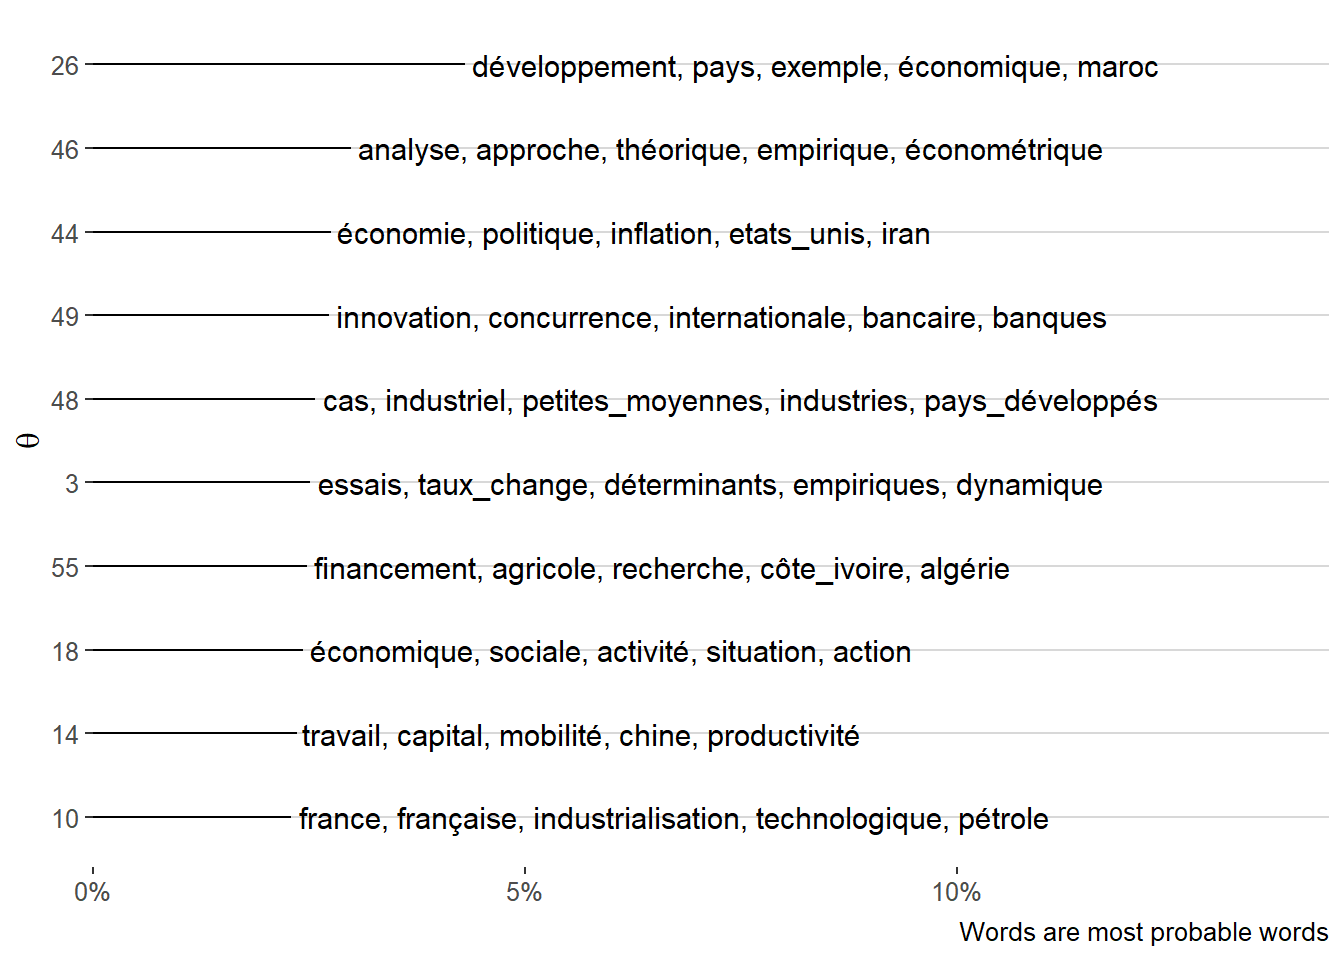 26 développement, pays, exemple, économique, maroc
46 analyse, approche, théorique, empirique, économétrique
44 économie, politique, inflation, etats_unis, iran
49 innovation, concurrence, internationale, bancaire, banques
48 cas, industriel, petites_moyennes, industries, pays_développés
θ
3 essais, taux_change, déterminants, empiriques, dynamique
55 financement, agricole, recherche, côte_ivoire, algérie
18 économique, sociale, activité, situation, action
14 travail, capital, mobilité, chine, productivité
10 france, française, industrialisation, technologique, pétrole
0% 5% 10%
Words are most probable words